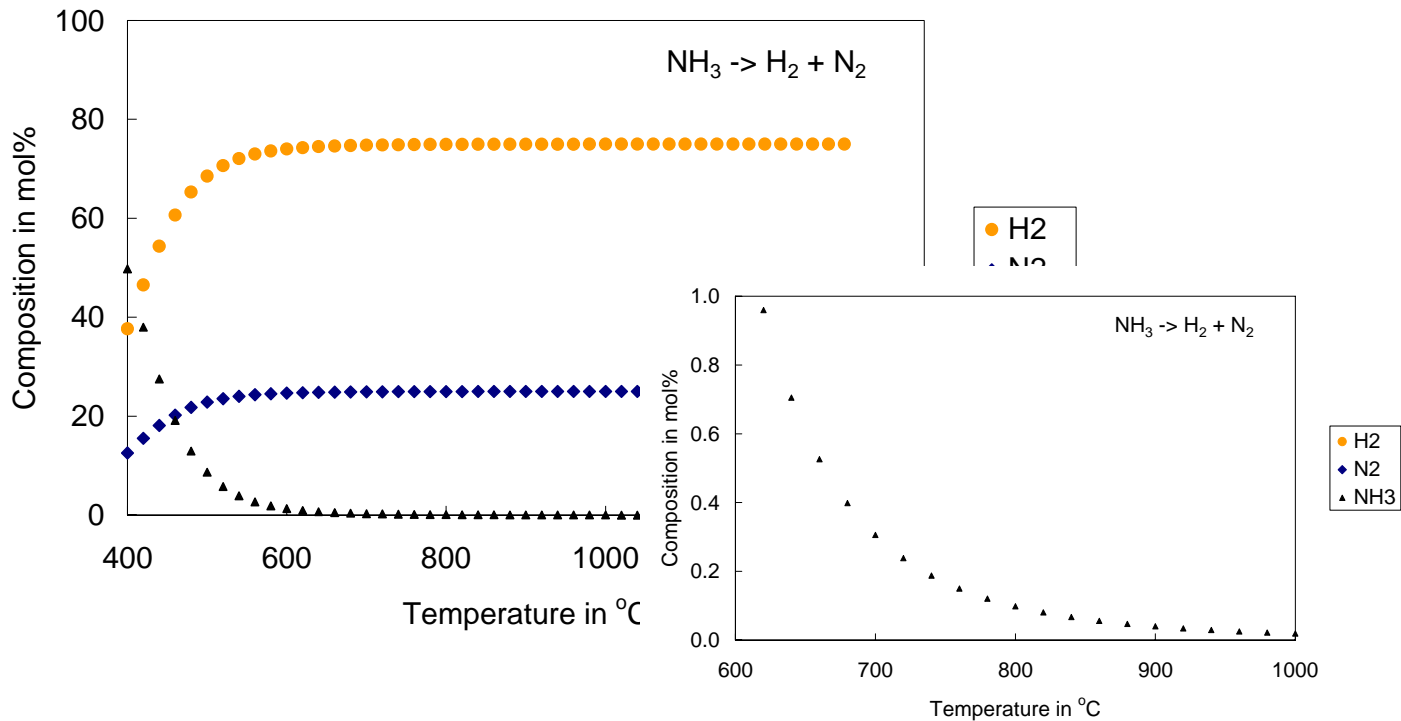 100
80
60
40
20
0
Composition in mol%
NH₃ -> H₂ + N₂
400
600
800
1000
Temperature in °C
H2
1.0
0.8
0.6
0.4
0.2
0.0
Composition in mol%
NH₃ -> H₂ + N₂
600
700
800
900
1000
Temperature in °C
H2
N2
NH3